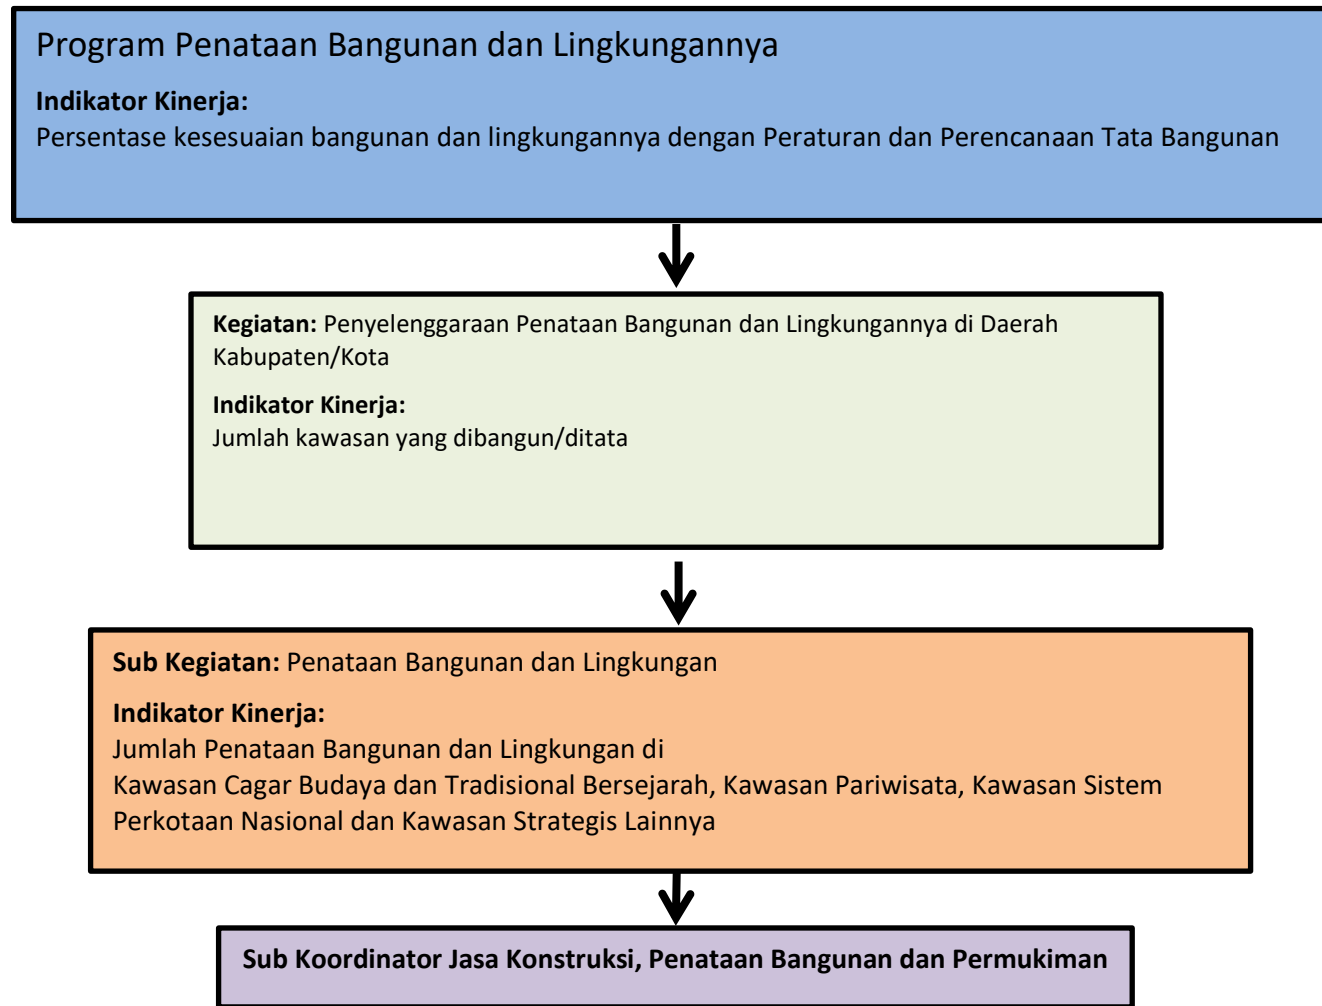 Program Penataan Bangunan dan Lingkungannya
Indikator Kinerja:
Persentase kesesuaian bangunan dan lingkungannya dengan Peraturan dan Perencanaan Tata Bangunan
Kegiatan: Penyelenggaraan Penataan Bangunan dan Lingkungannya di Daerah
Kabupaten/Kota
Indikator Kinerja:
Jumlah kawasan yang dibangun/ditata
Sub Kegiatan: Penataan Bangunan dan Lingkungan
Indikator Kinerja:
Jumlah Penataan Bangunan dan Lingkungan di
Kawasan Cagar Budaya dan Tradisional Bersejarah, Kawasan Pariwisata, Kawasan Sistem
Perkotaan Nasional dan Kawasan Strategis Lainnya
Sub Koordinator Jasa Konstruksi, Penataan Bangunan dan Permukiman